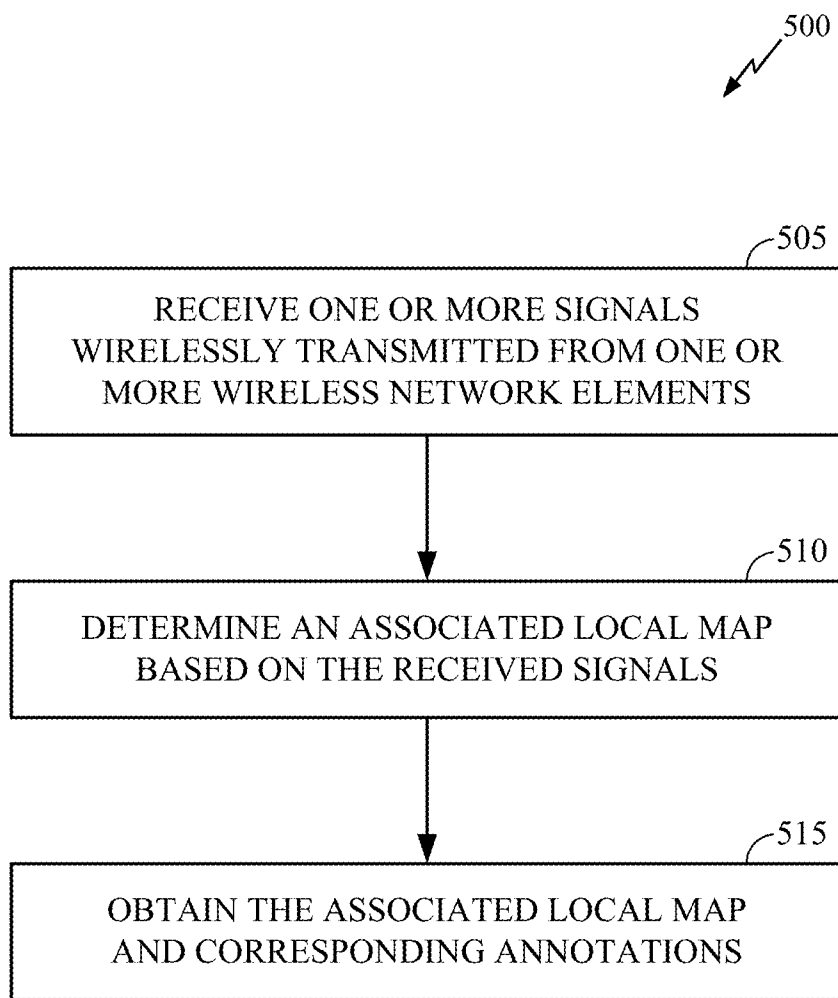 500
505
RECEIVE ONE OR MORE SIGNALS
WIRELESSLY TRANSMITTED FROM ONE OR
MORE WIRELESS NETWORK ELEMENTS
510
DETERMINE AN ASSOCIATED LOCAL MAP
BASED ON THE RECEIVED SIGNALS
515
OBTAIN THE ASSOCIATED LOCAL MAP
AND CORRESPONDING ANNOTATIONS